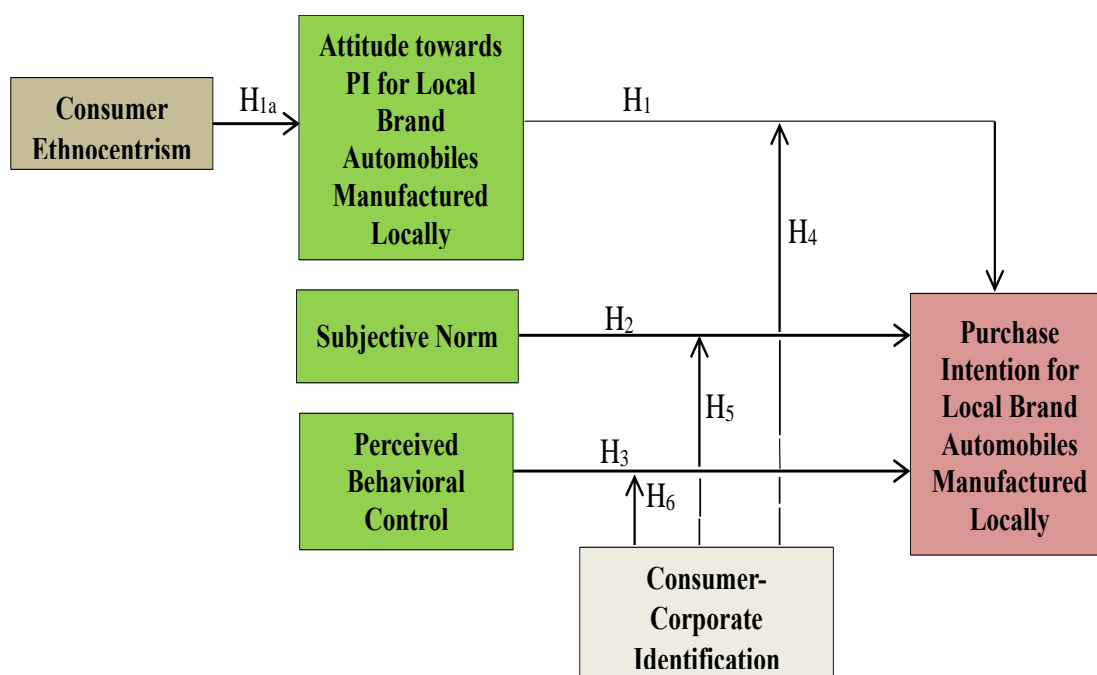 Consumer
Ethnocentrism
H1a
Attitude towards
PI for Local
Brand
Automobiles
Manufactured
Locally
H1
H4
Subjective Norm
H2
H5
Perceived
Behavioral
Control
H3
H6
Purchase
Intention for
Local Brand
Automobiles
Manufactured
Locally
Consumer-
Corporate
Identification